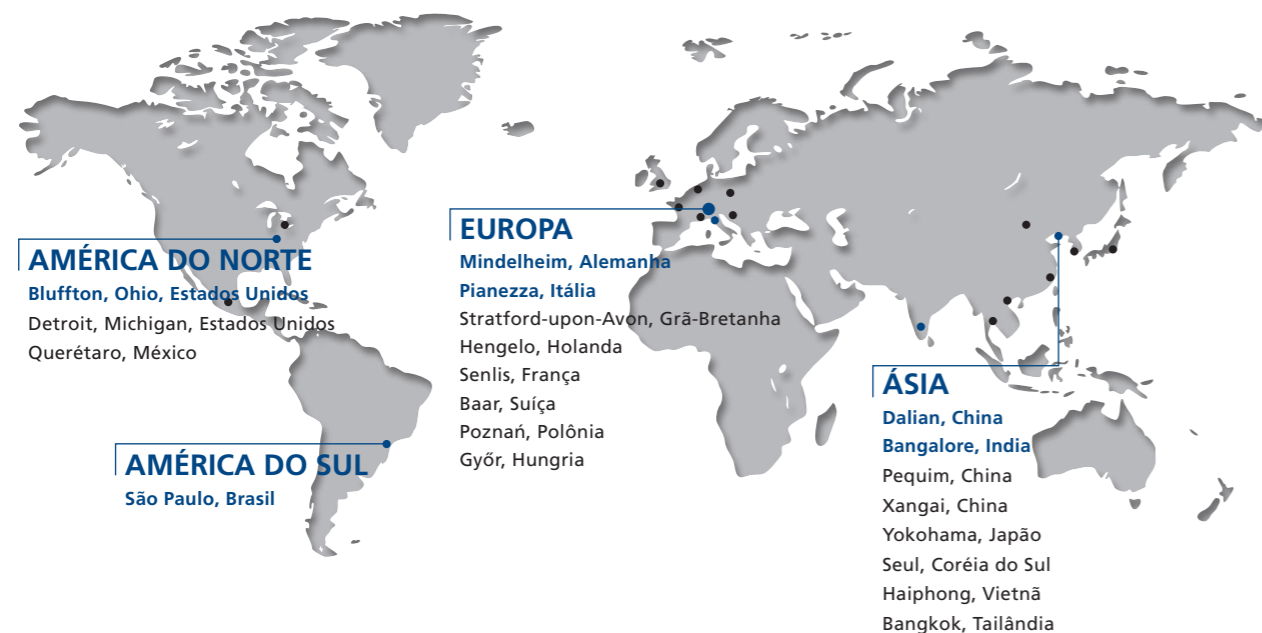 AMÉRICA DO NORTE
Bluffton, Ohio, Estados Unidos
Detroit, Michigan, Estados Unidos
Querétaro, México
AMÉRICA DO SUL
São Paulo, Brasil
EUROPA
Mindelheim, Alemanha
Pianezza, Itália
Stratford-upon-Avon, Grã-Bretanha
Hengelo, Holanda
Senlis, França
Baar, Suíça
Poznań, Polônia
Győr, Hungria
ÁSIA
Dalian, China
Bangalore, India
Pequim, China
Xangai, China
Yokohama, Japão
Seul, Coréia do Sul
Haiphong, Vietnã
Bangkok, Tailândia